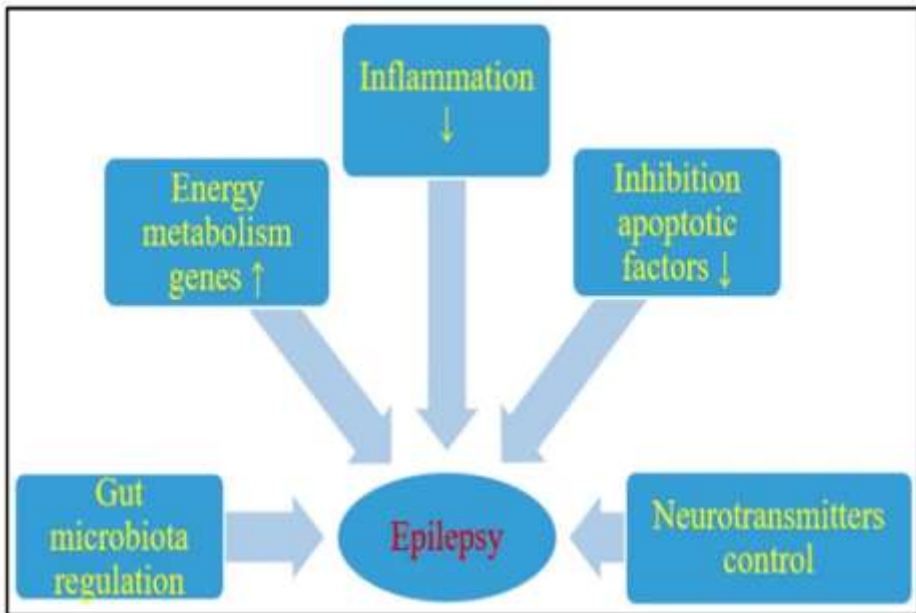 Inflammation
↓
Energy
metabolism
genes ↑
Inhibition
apoptotic
factors ↓
Gut
microbiota
regulation
Epilepsy
Neurotransmitters
control